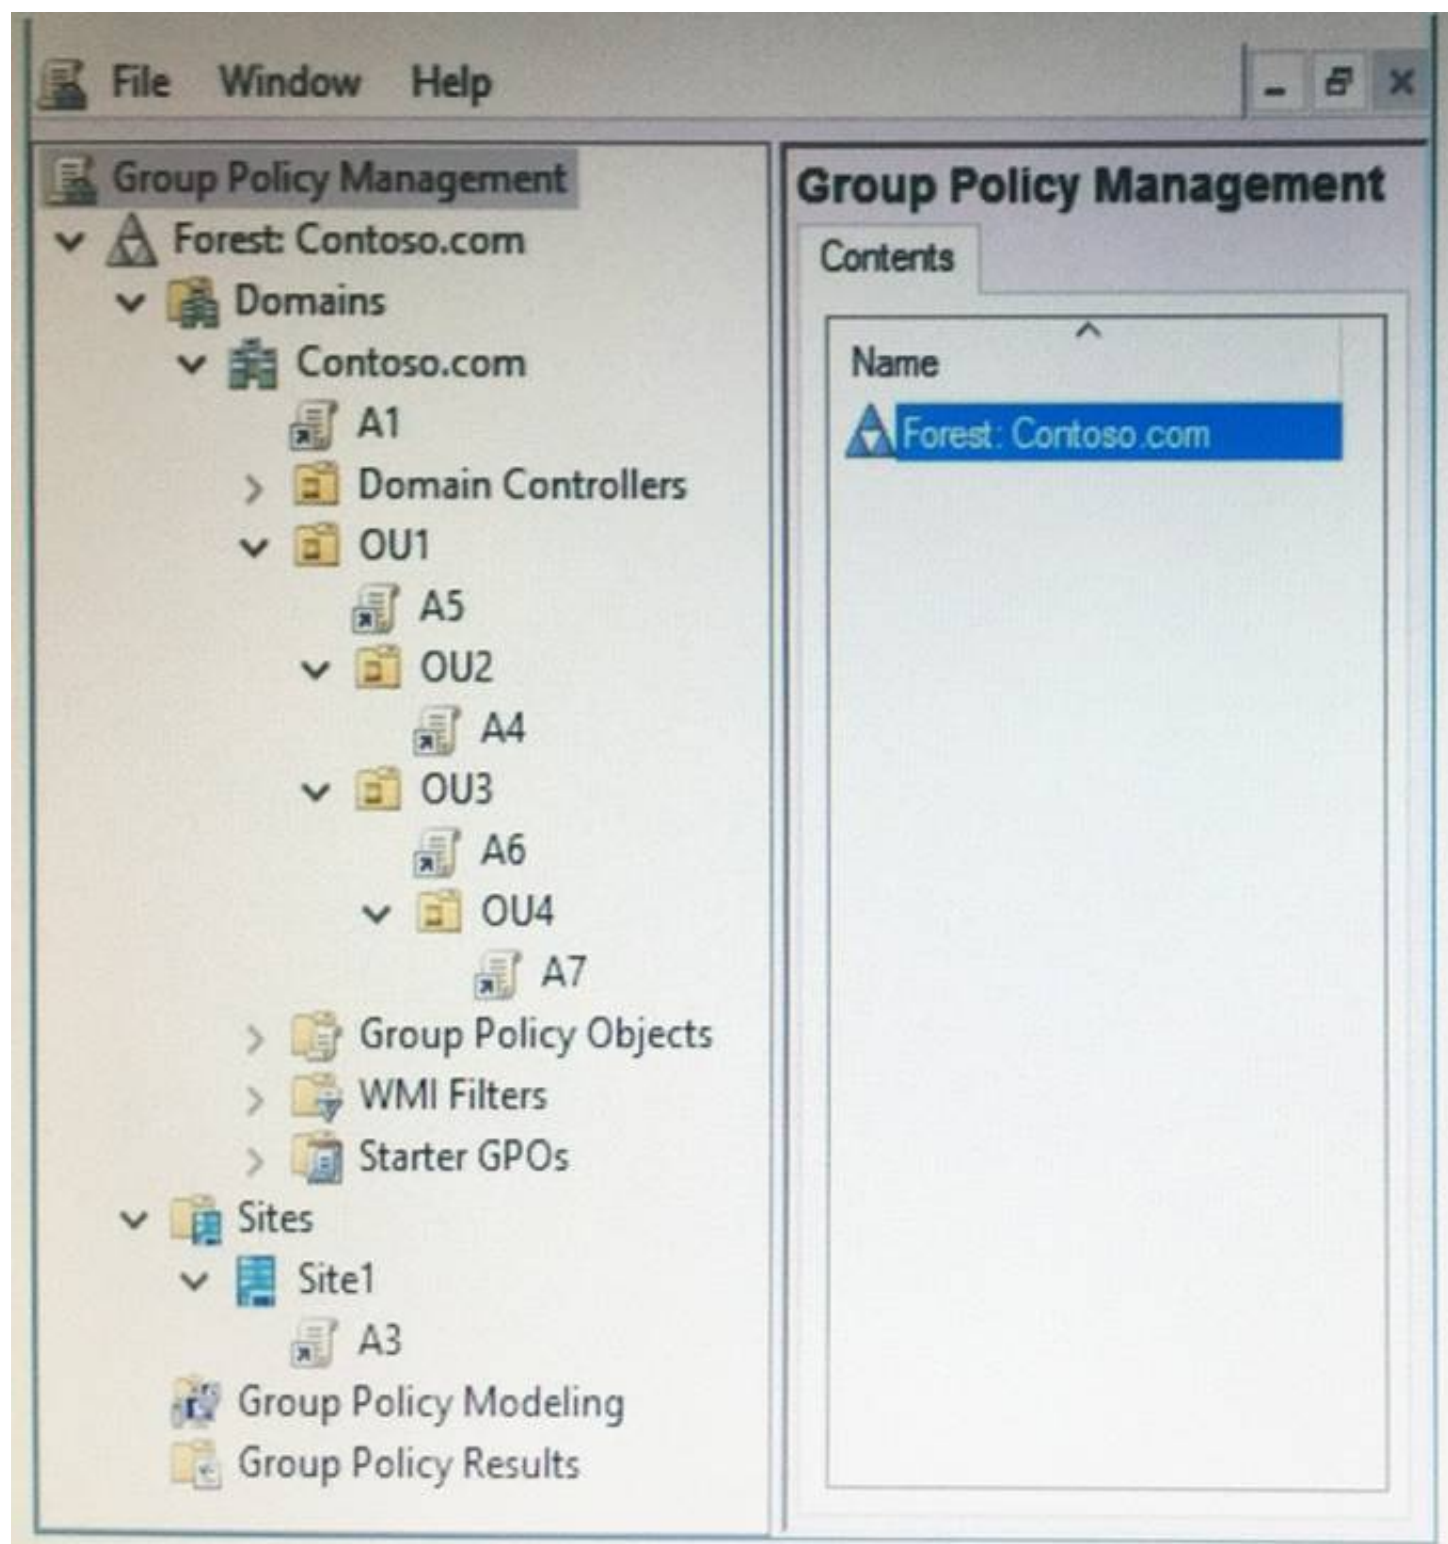 File Window Help
Group Policy Management
Forest: Contoso.com
Domains
Contoso.com
A1
Domain Controllers
OU1
A5
OU2
A4
OU3
A6
OU4
A7
Group Policy Objects
WMI Filters
Starter GPOs
Sites
Site1
A3
Group Policy Modeling
Group Policy Results
Group Policy Management
Contents
Name
Forest: Contoso.com